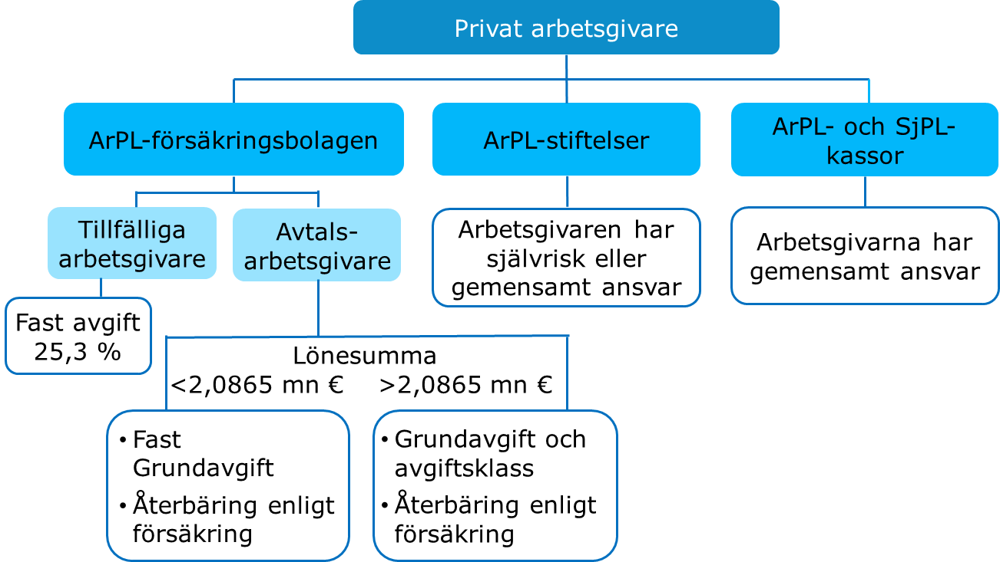 Privat arbetsgivare
ArPL-försäkringsbolagen
ArPL-stiftelser
ArPL- och SjPL-
kassor
Tillfälliga
arbetsgivare
Avtals-
arbetsgivare
Arbetsgivaren har
självrisk eller
gemensamt ansvar
Arbetsgivarna har
gemensamt ansvar
Fast avgift
25,3 %
Lönesumma
<2,0865 mn € >2,0865 mn €
• Fast
Grundavgift
• Återbäring enligt
försäkring
• Grundavgift och
avgiftsklass
• Återbäring enligt
försäkring